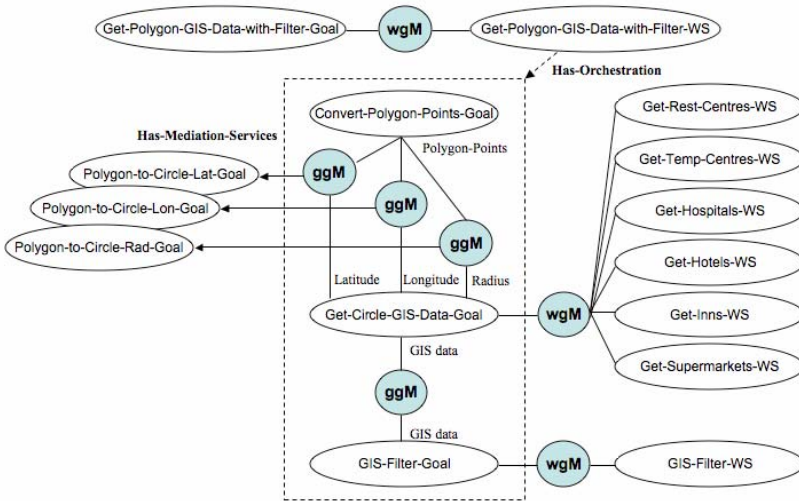 Get-Polygon-GIS-Data-with-Filter-Goal
wgM
Get-Polygon-GIS-Data-with-Filter-WS
Has-Orchestration
Convert-Polygon-Points-Goal
Has-Mediation-Services
Polygon-Points
Polygon-to-Circle-Lat-Goal
ggM
Polygon-to-Circle-Lon-Goal
ggM
Polygon-to-Circle-Rad-Goal
ggM
Latitude
Longitude
Radius
Get-Circle-GIS-Data-Goal
wgM
Get-Rest-Centres-WS
Get-Temp-Centres-WS
Get-Hospitals-WS
Get-Hotels-WS
Get-Inns-WS
Get-Supermarkets-WS
GIS data
ggM
GIS data
GIS-Filter-Goal
wgM
GIS-Filter-WS